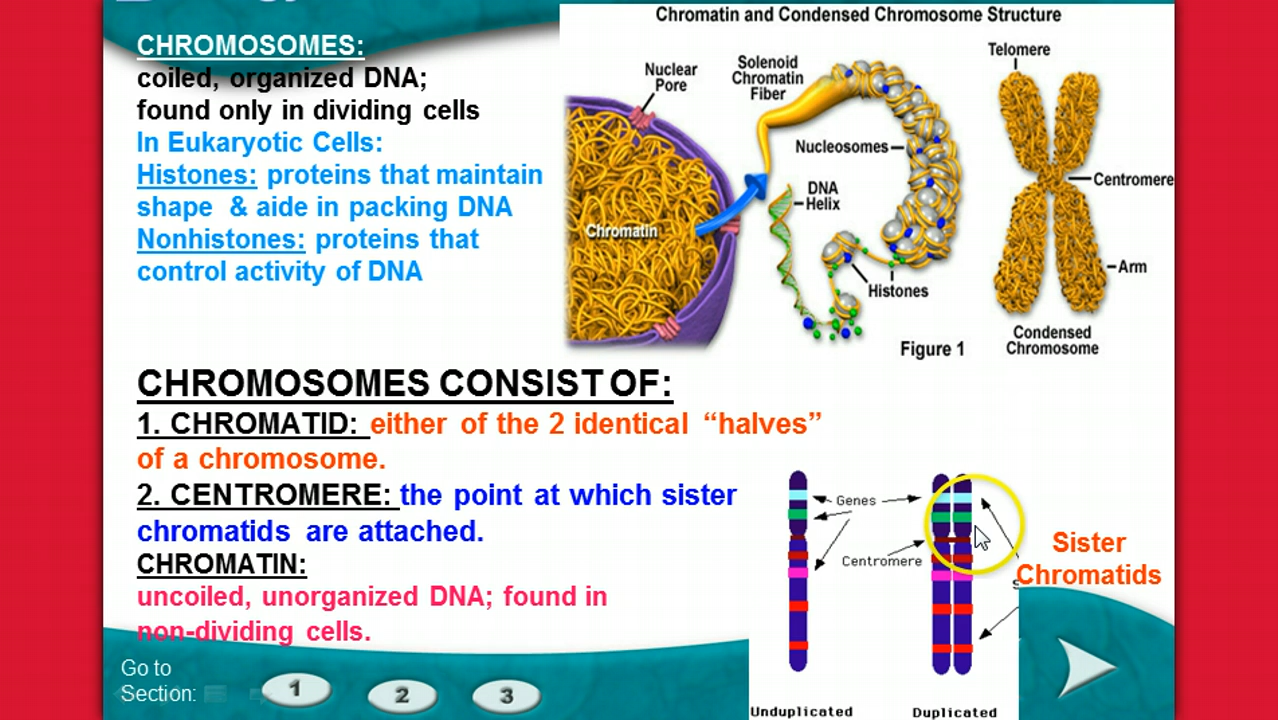 CHROMOSOMES:
coiled, organized DNA;
found only in dividing cells
In Eukaryotic Cells:
Histones: proteins that maintain
shape & aide in packing DNA
Nonhistones: proteins that
control activity of DNA
Chromatin and Condensed Chromosome Structure
Nuclear
Pore
Solenoid
Chromatin
Fiber
Telomere
Nucleosomes
Centromere
DNA
Helix
Chromatin
Histones
Arm
Figure 1
Condensed
Chromosome
CHROMOSOMES CONSIST OF:
1. CHROMATID: either of the 2 identical “halves”
of a chromosome.
2. CENTROMERE: the point at which sister
chromatids are attached.
CHROMATIN:
uncoiled, unorganized DNA; found in
non-dividing cells.
Genes
Centromere
Sister
Chromatids
Unduplicated
Duplicated
Go to
Section:
1
2
3